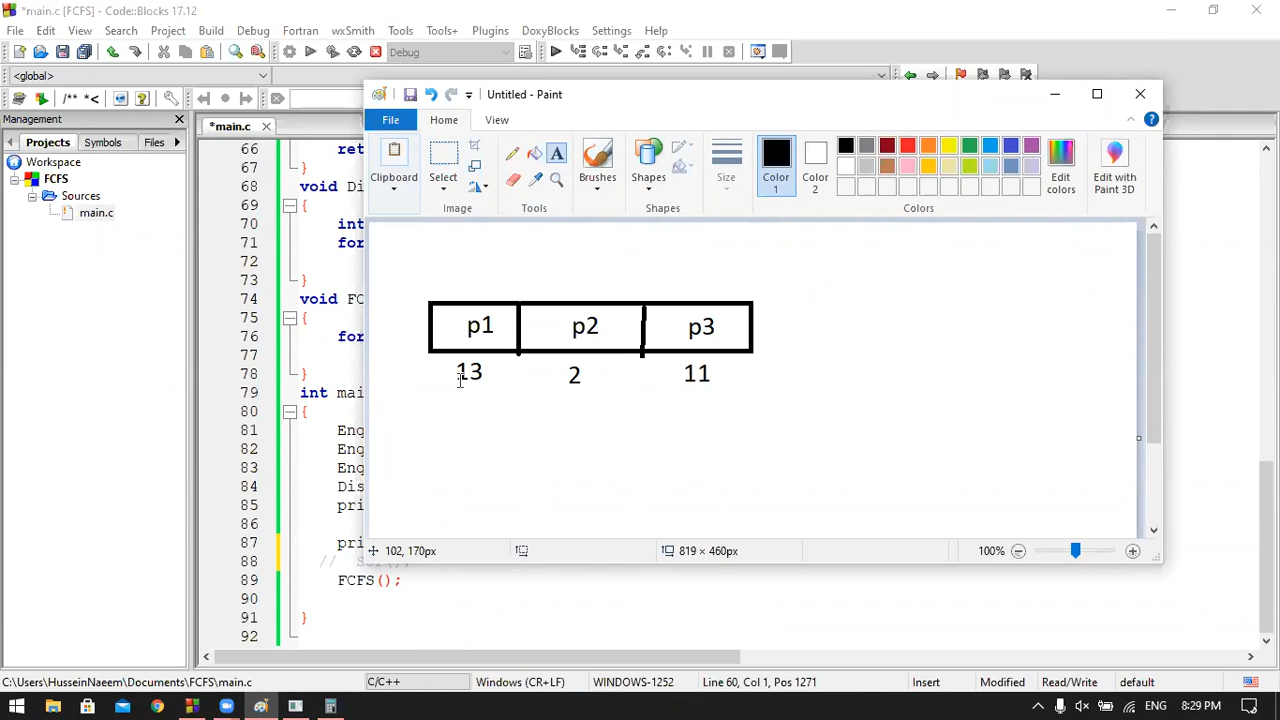 *main.c [FCFS] - Code::Blocks 17.12
File Edit View Search Project Build Debug Fortran wxSmith Tools Tools+ Plugins DoxyBlocks Settings Help
Debug
<global>
/** *<
Management
Projects Symbols Files
Workspace
FCFS
Sources
main.c
*main.c
66 ret
67 }
68 void Di
69 {
70 int
71 for
72
73 }
74 void FC
75 {
76 for
77
78 }
79 int mai
80 {
81 Enq
82 Enq
83 Enq
84 Dis
85 pri
86
87 pri
88 //
89 FCFS();
90
91 }
92
Untitled - Paint
File Home View
Clipboard
Select
Image
A
Tools
Brushes
Shapes
Shapes
Size
Color 1
Color 2
Edit colors
Edit with Paint 3D
Colors
p1 p2 p3
13 2 11
102, 170px
819 × 460px
100%
C:\Users\HusseinNaeem\Documents\FCFS\main.c C/C++ Windows (CR+LF) WINDOWS-1252 Line 60, Col 1, Pos 1271 Insert Modified Read/Write default
ENG 8:29 PM